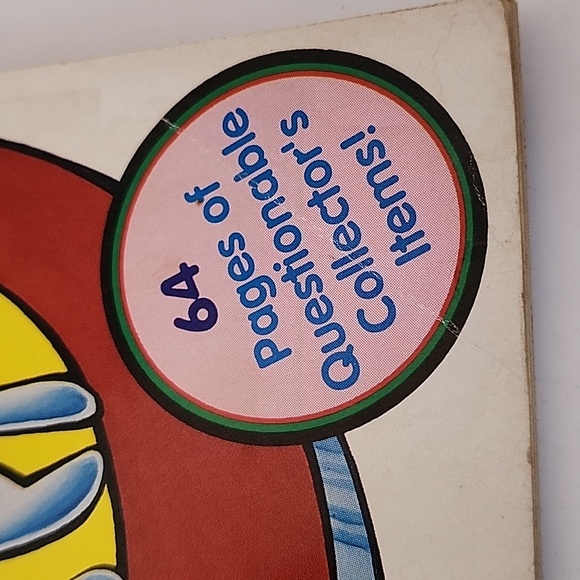 64
Pages of
Questionable
Collector's
Items!